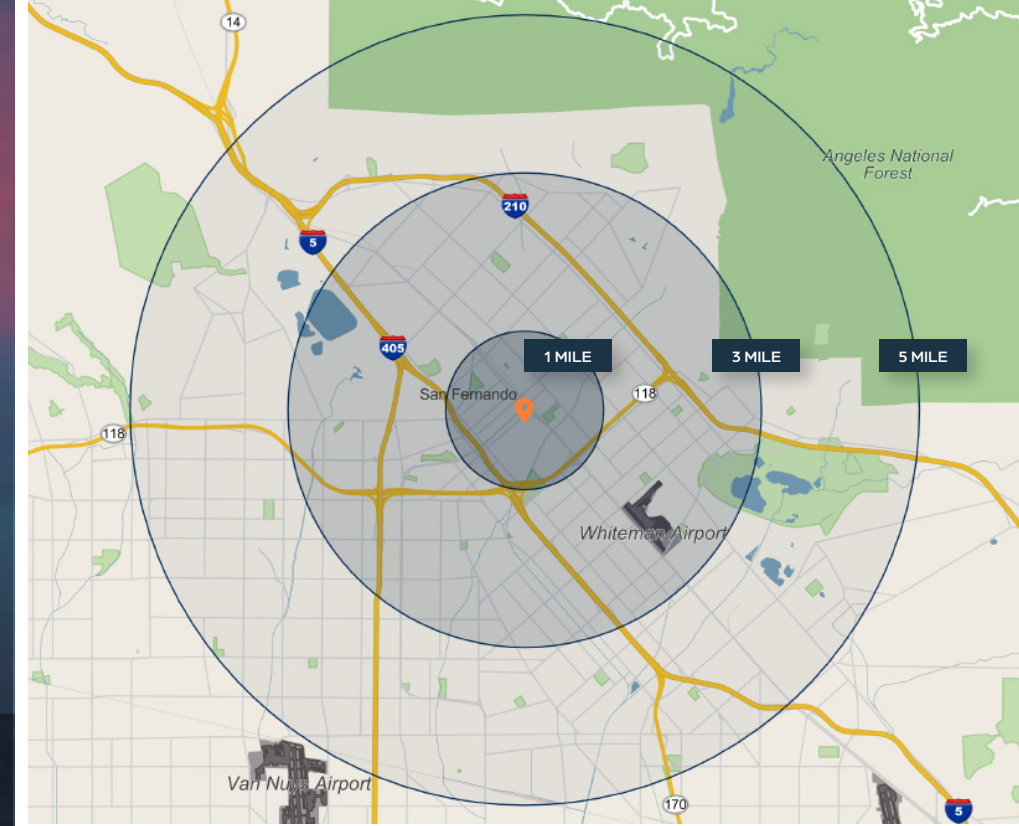 14
Angeles National
Forest
210
5
405
1 MILE
3 MILE
5 MILE
San Fernando
118
118
Whiteman Airport
Van Nuys Airport
170
5